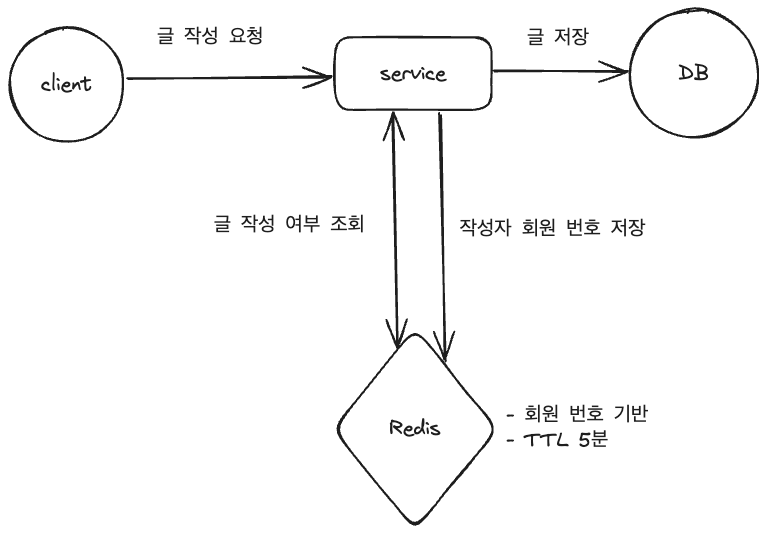 글 작성 요청
글 저장
client
service
DB
글 작성 여부 조회
작성자 회원 번호 저장
Redis
- 회원 번호 기반
- TTL 5분